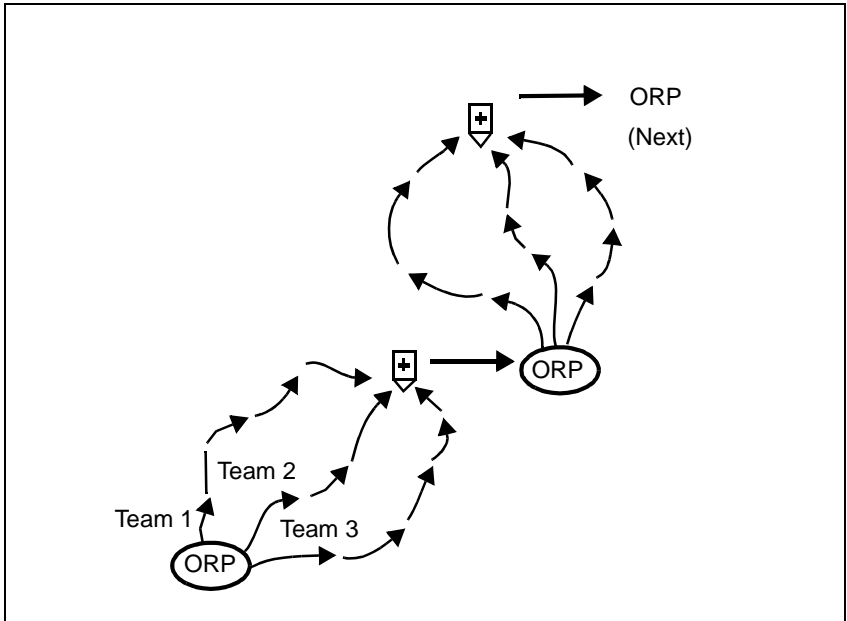 ORP
(Next)
ORP
Team 2
Team 1
Team 3
ORP